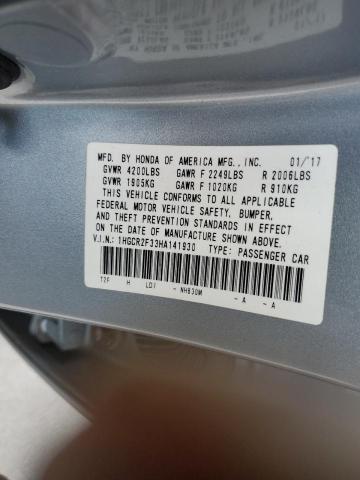 MFD. BY HONDA OF AMERICA MFG., INC. 01/'17
GVWR 4200LBS GAWR F 2249LBS R 2006LBS
GVWR 1905KG GAWR F 1020KG R 910KG
THIS VEHICLE CONFORMS TO ALL APPLICABLE
FEDERAL MOTOR VEHICLE SAFETY, BUMPER,
AND THEFT PREVENTION STANDARDS IN EFFECT
ON THE DATE OF MANUFACTURE SHOWN ABOVE.
V.I.N.: 1HGCR2F33HA141930 TYPE: PASSENGER CAR
T2F H LDI - NH830M - A - A